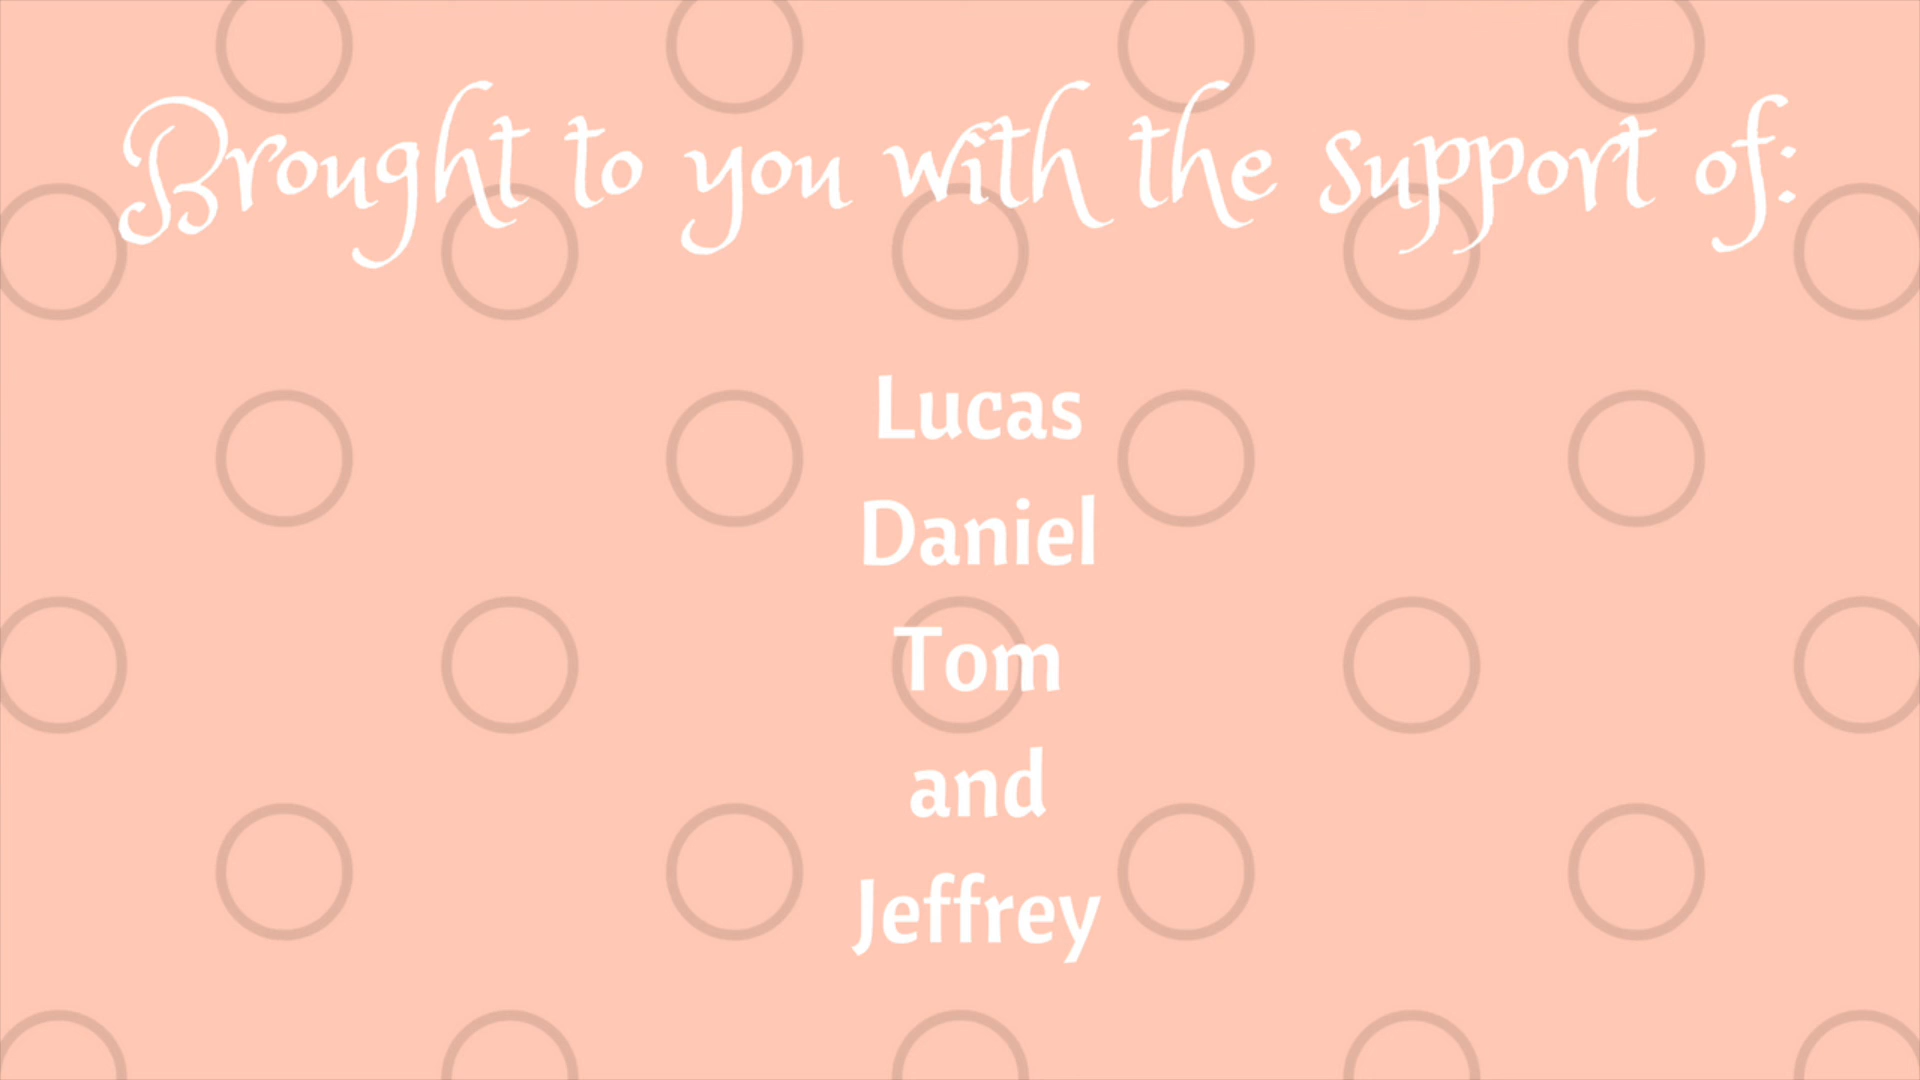 Brought to you with the support of:
Lucas
Daniel
Tom
and
Jeffrey